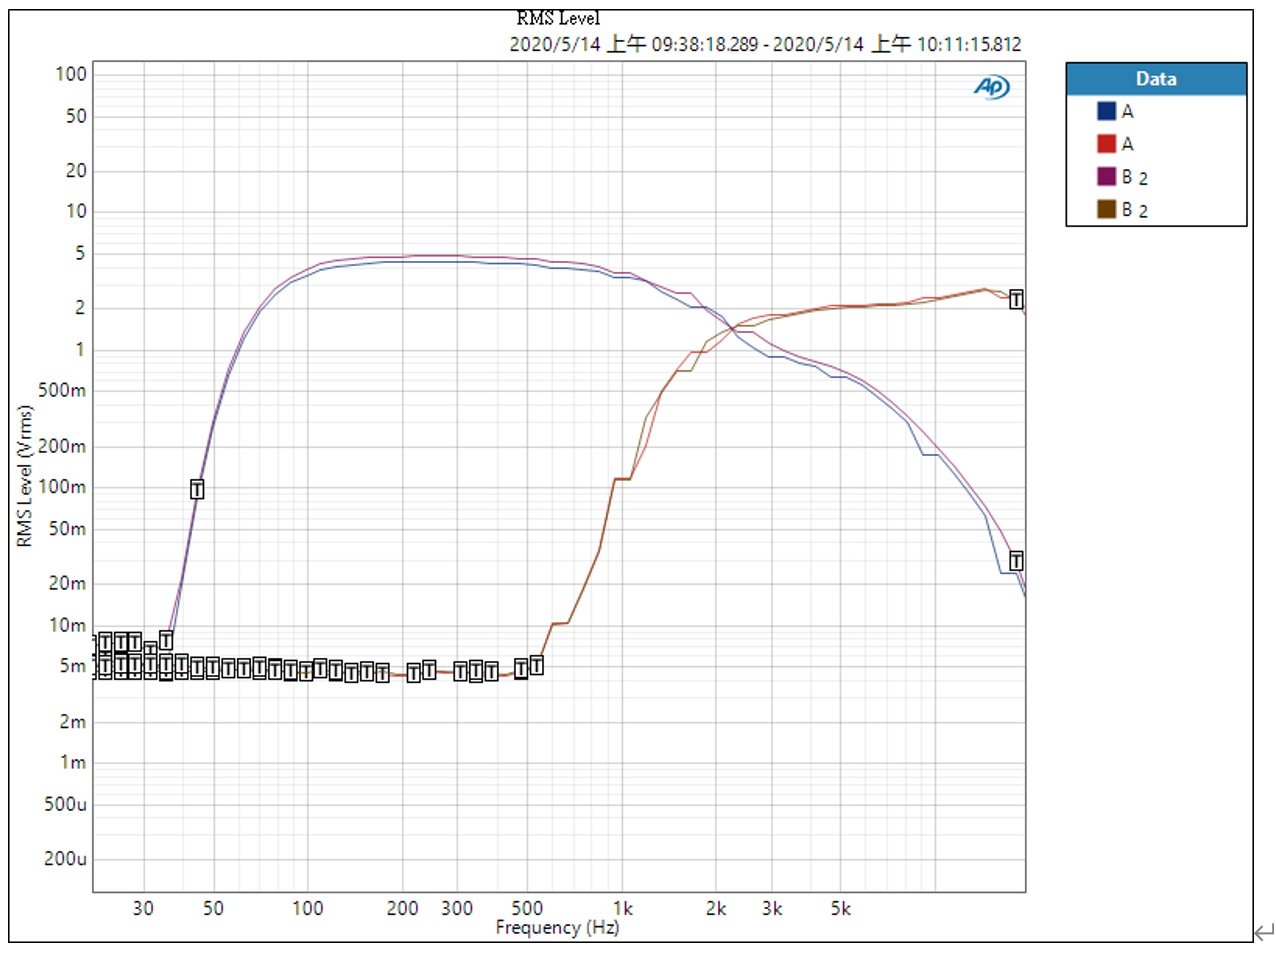 RMS Level
2020/5/14 上午 09:38:18.289 - 2020/5/14 上午 10:11:15.812
AP
Data
A
A
B 2
B 2
RMS Level (Vrms)
100
50
20
10
5
2
1
500m
200m
100m
50m
20m
10m
5m
2m
1m
500u
200u
30 50 100 200 300 500 1k 2k 3k 5k
Frequency (Hz)